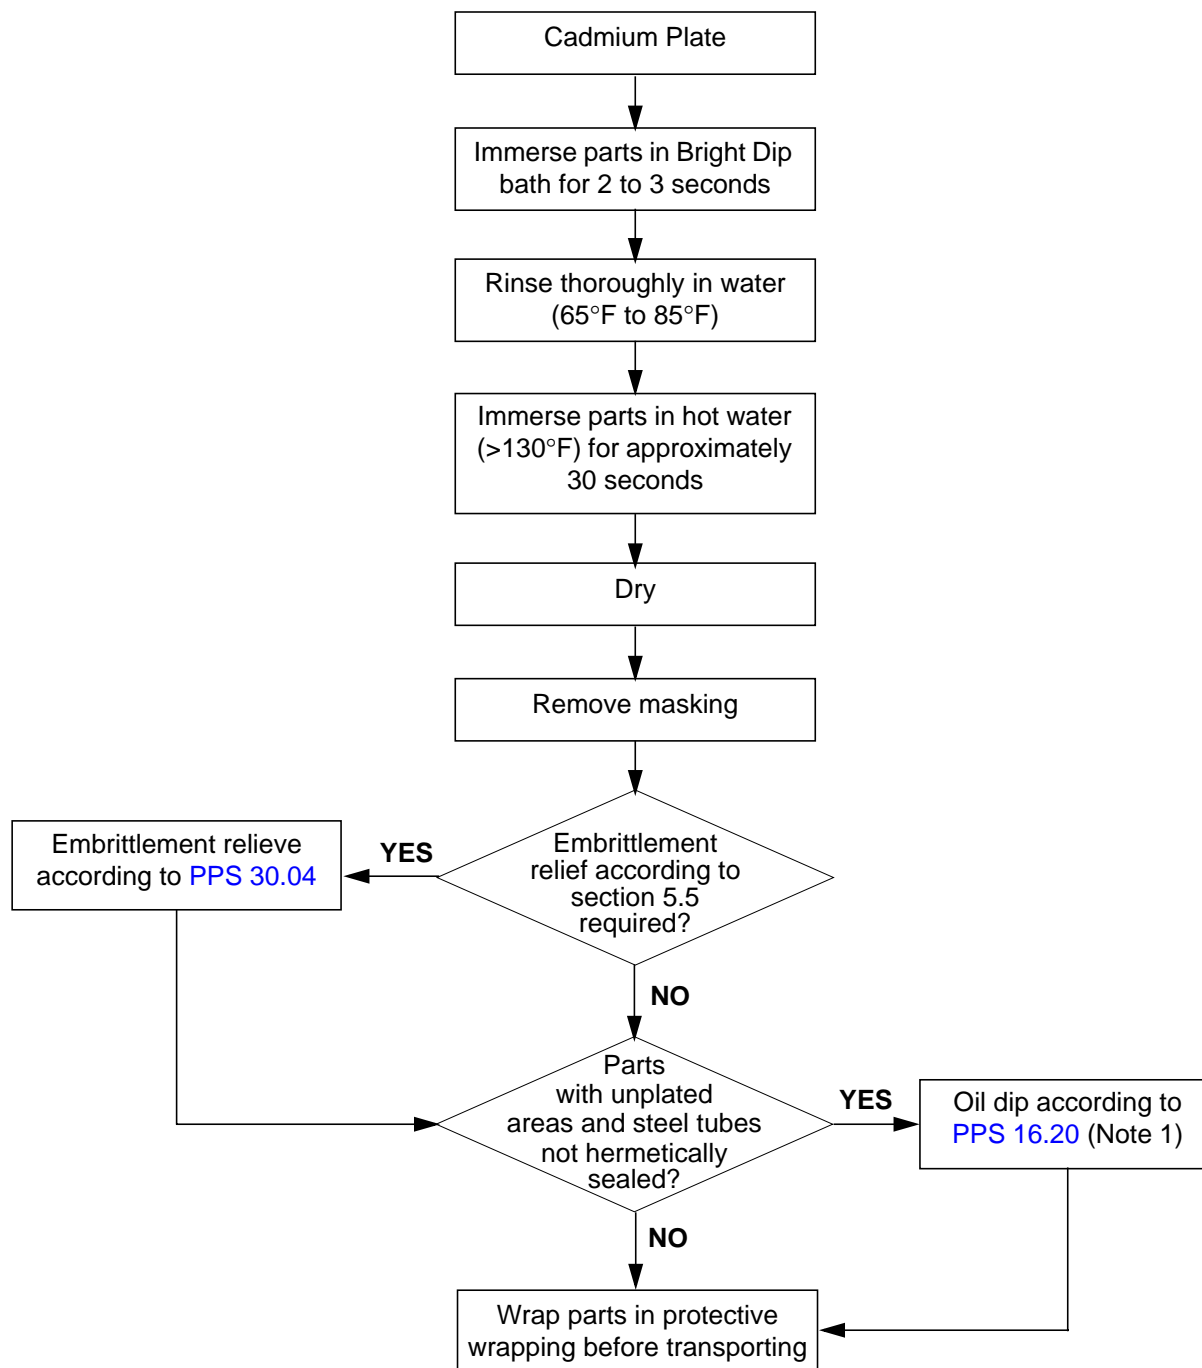 Cadmium Plate
Immerse parts in Bright Dip
bath for 2 to 3 seconds
Rinse thoroughly in water
(65°F to 85°F)
Immerse parts in hot water
(>130°F) for approximately
30 seconds
Dry
Remove masking
Embrittlement relieve
according to PPS 30.04
YES
Embrittlement
relief according to
section 5.5
required?
NO
Parts
with unplated
areas and steel tubes
not hermetically
sealed?
YES
Oil dip according to
PPS 16.20 (Note 1)
NO
Wrap parts in protective
wrapping before transporting